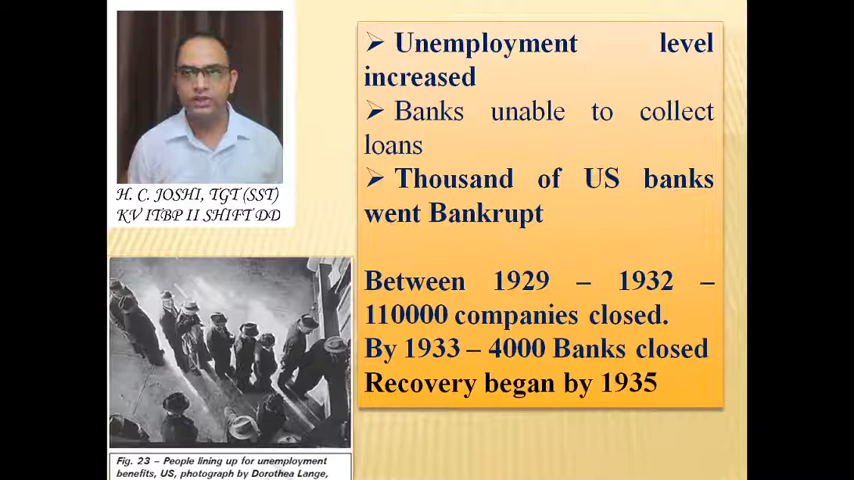 H. C. JOSHI, TGT (SST)
KV ITBP II SHIFT DD
➢ Unemployment level
increased
➢ Banks unable to collect
loans
➢ Thousand of US banks
went Bankrupt
Between 1929 – 1932 –
110000 companies closed.
By 1933 – 4000 Banks closed
Recovery began by 1935
Fig. 23 – People lining up for unemployment
benefits, US, photograph by Dorothea Lange,